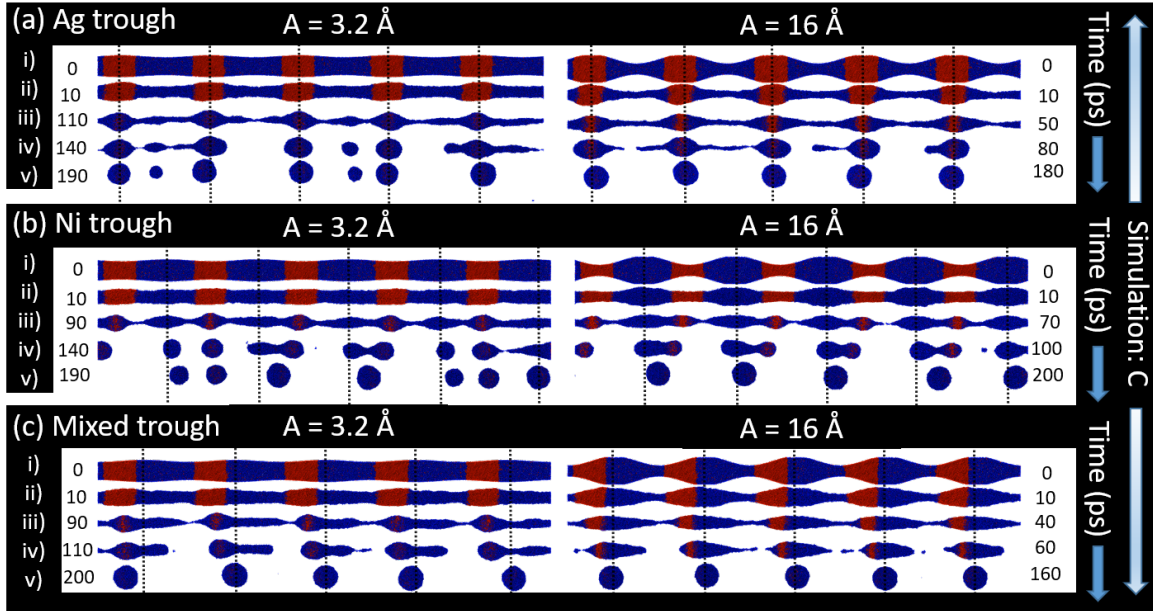 (a) Ag trough A = 3.2 Å A = 16 Å Time (ps)
i) 0 0
ii) 10 10
iii) 110 50
iv) 140 80
v) 190 180
(b) Ni trough A = 3.2 Å A = 16 Å Time (ps)
i) 0 0
ii) 10 10
iii) 90 70
iv) 140 100
v) 190 200
(c) Mixed trough A = 3.2 Å A = 16 Å Time (ps)
i) 0 0
ii) 10 10
iii) 90 40
iv) 110 60
v) 200 160
Simulation: C